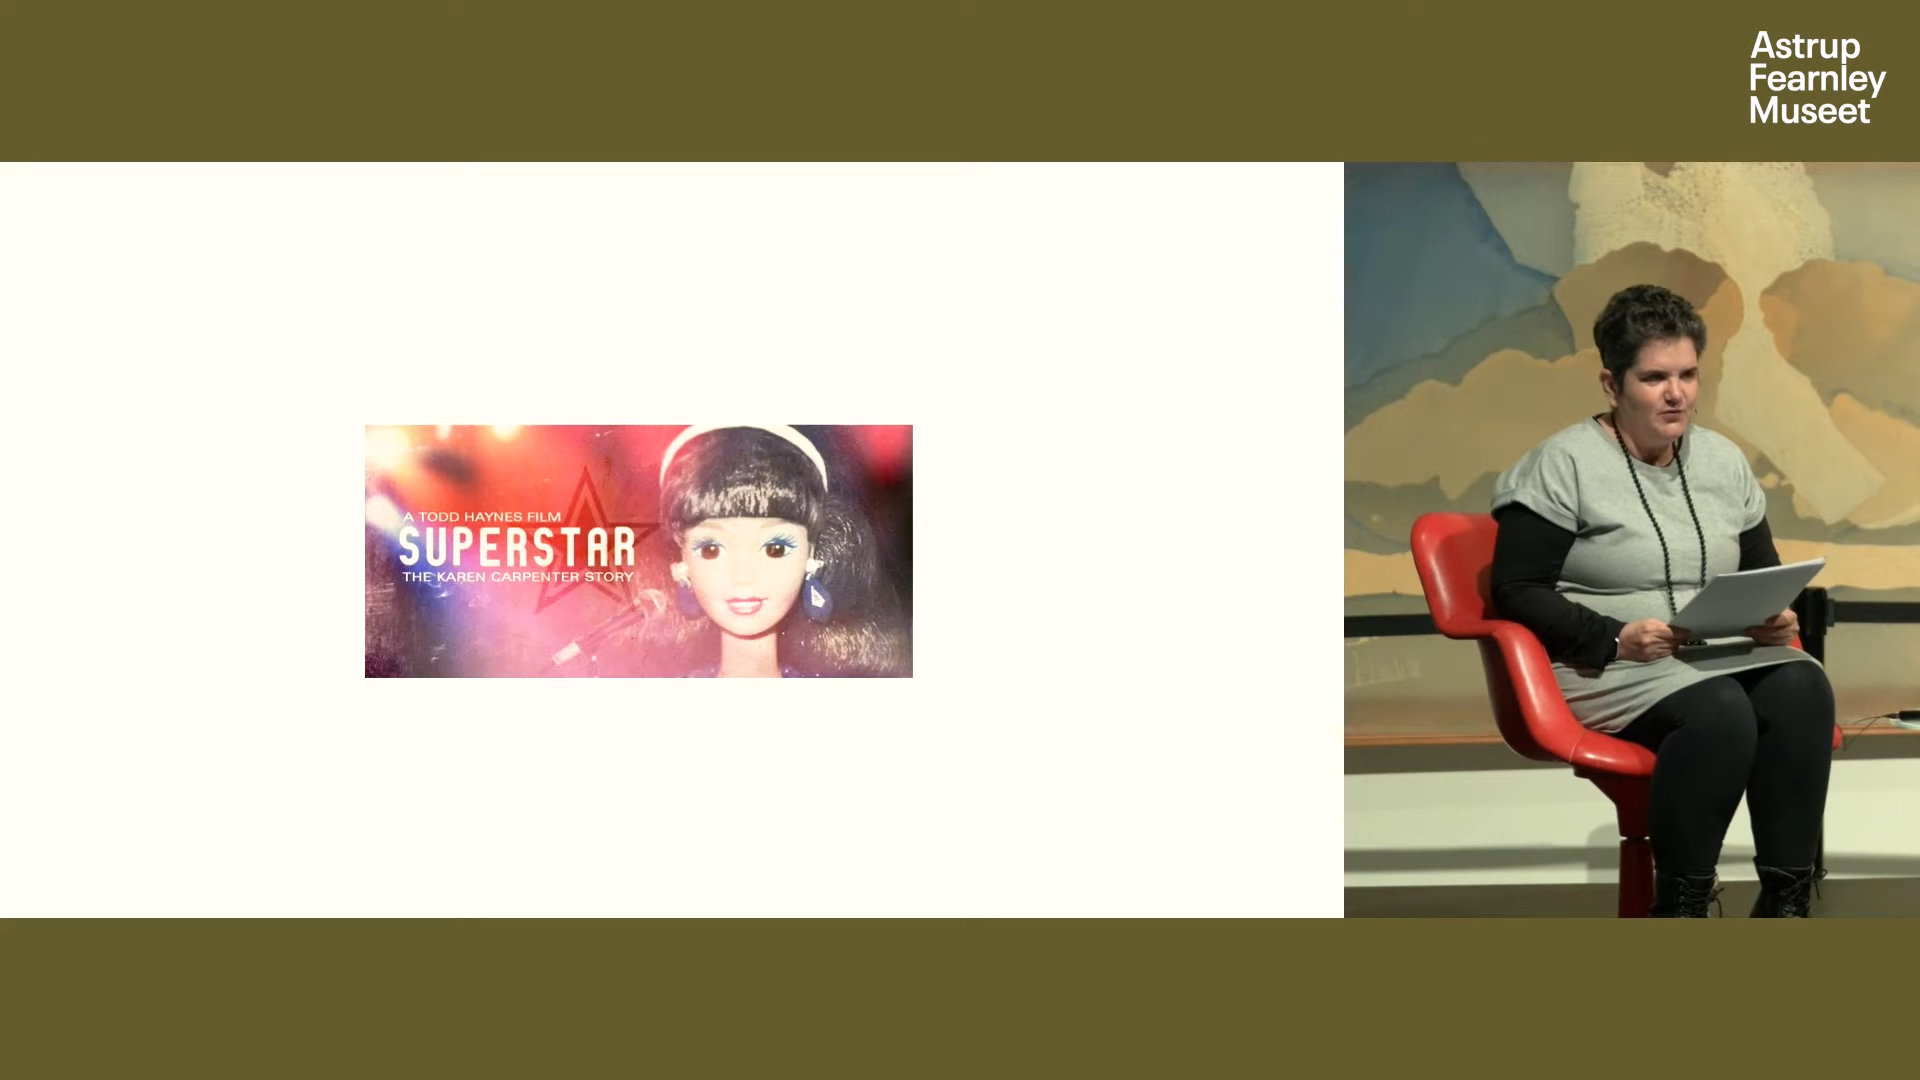 Astrup
Fearnley
Museet
A TODD HAYNES FILM
SUPERSTAR
THE KAREN CARPENTER STORY